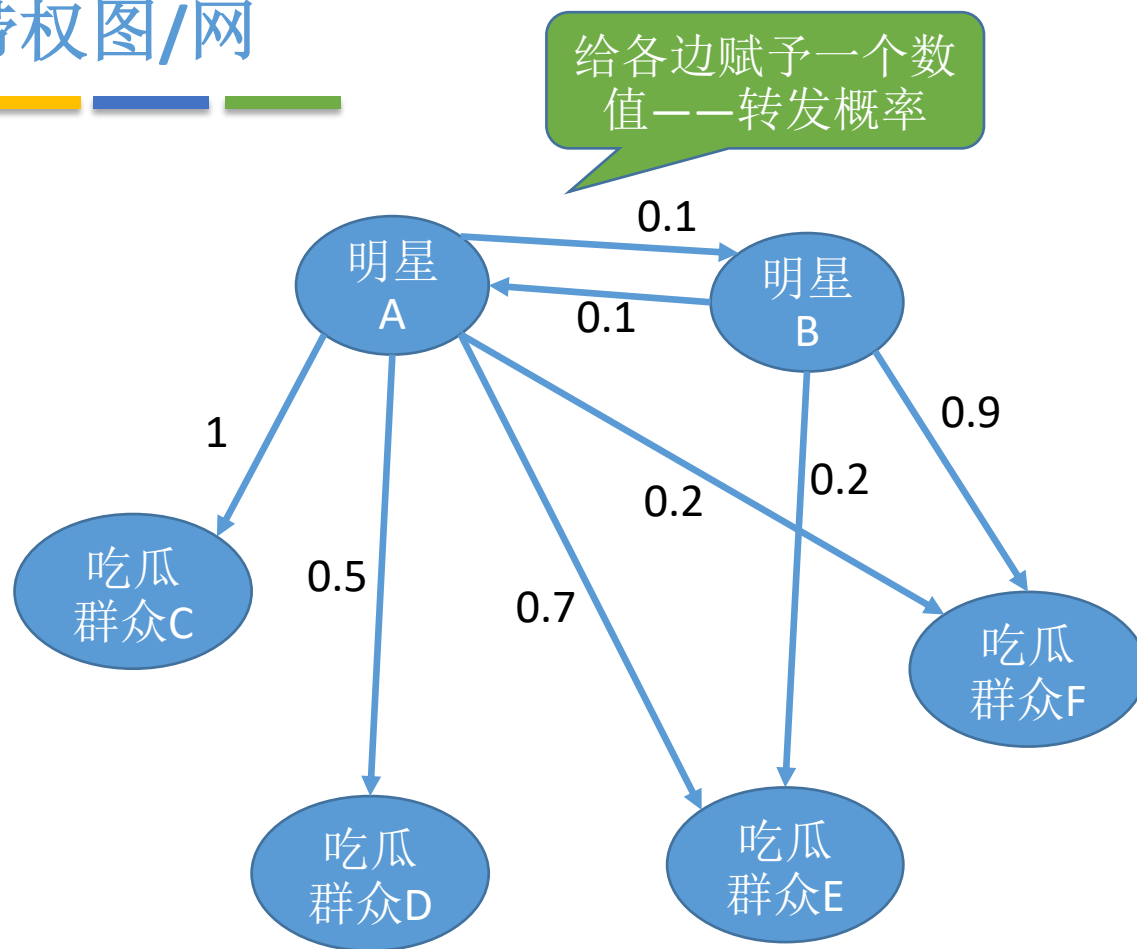 带权图/网
给各边赋予一个数
值——转发概率
0.1
明星
A
明星
B
0.1
1
0.9
0.2
0.2
0.5
0.7
吃瓜
群众C
吃瓜
群众F
吃瓜
群众D
吃瓜
群众E